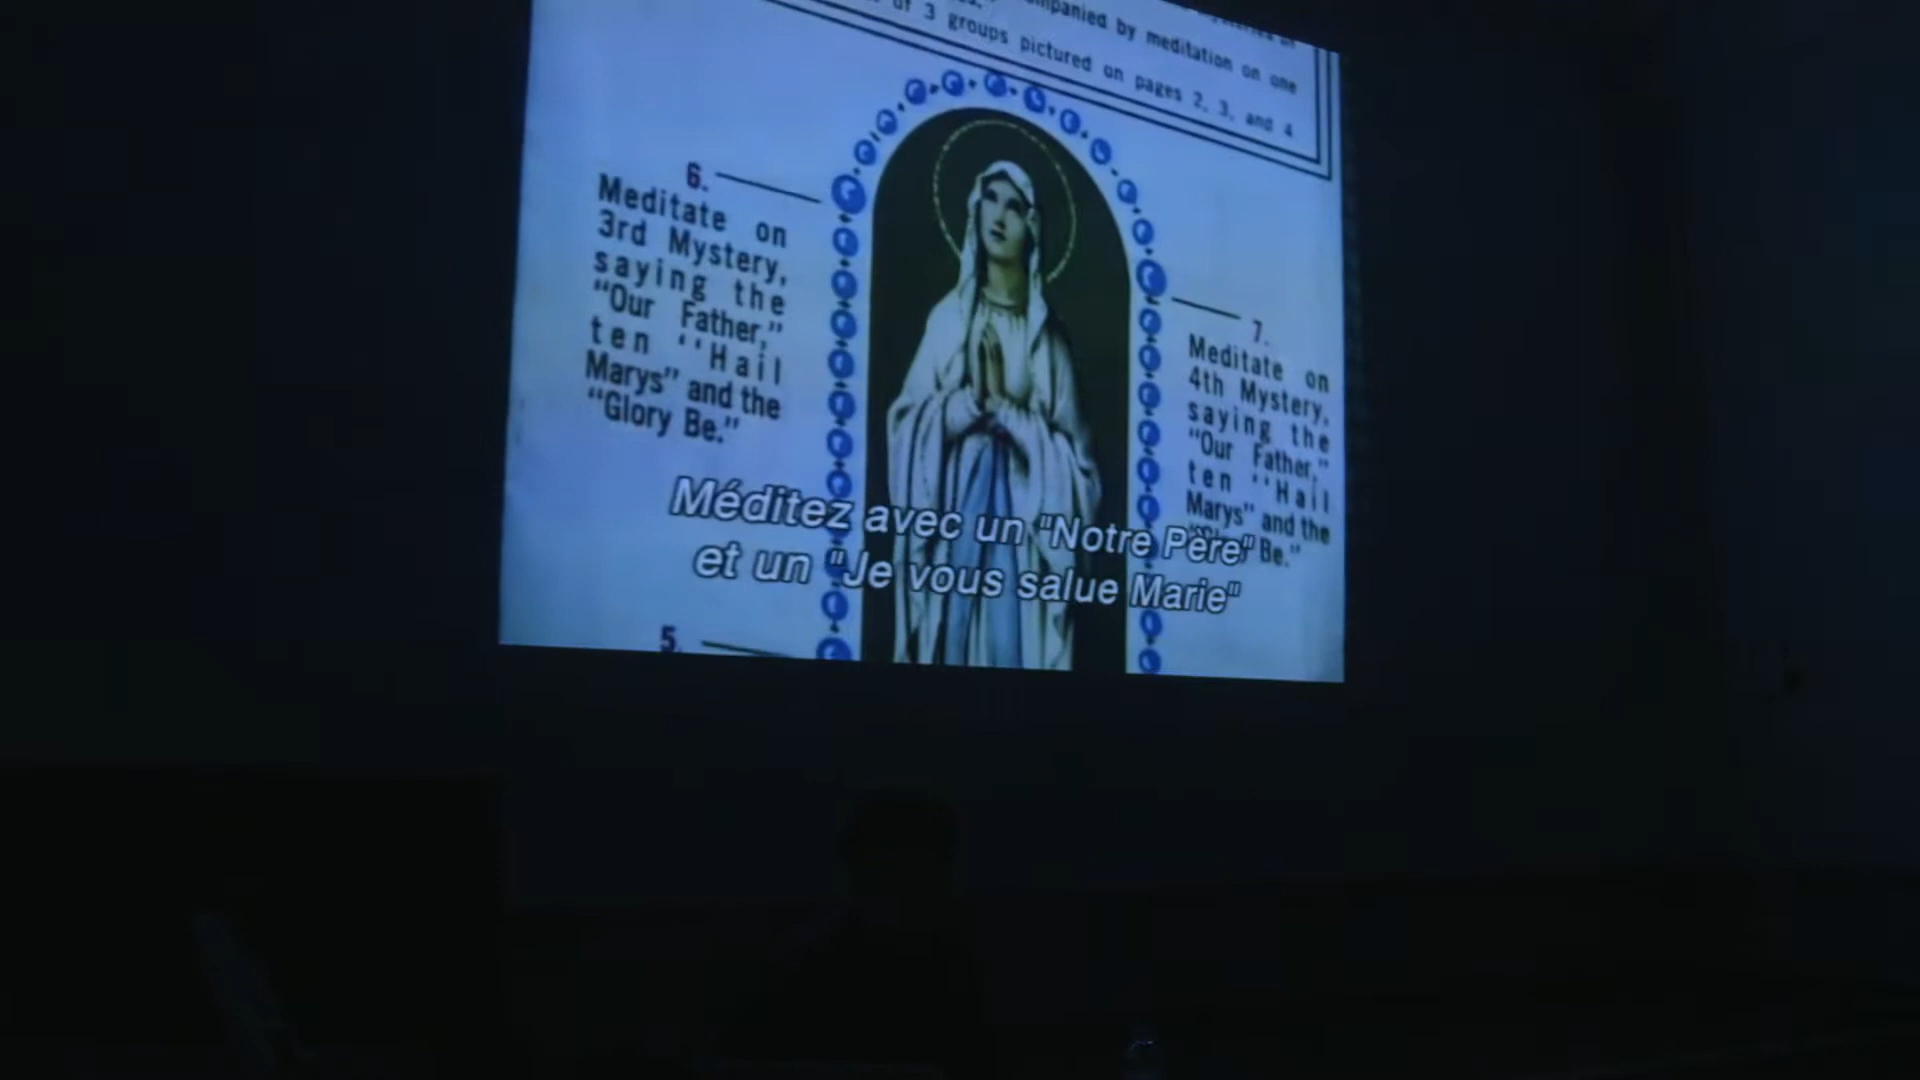 mpanied by meditation on one
of 3 groups pictured on pages 2, 3, and 4
6.
Meditate on
3rd Mystery,
saying the
"Our Father,"
ten ''Hail
Marys" and the
"Glory Be."
7.
Meditate on
4th Mystery,
saying the
"Our Father,"
ten ''Hail
Marys" and the
Be."
Méditez avec un "Notre Père"
et un "Je vous salue Marie"
5.